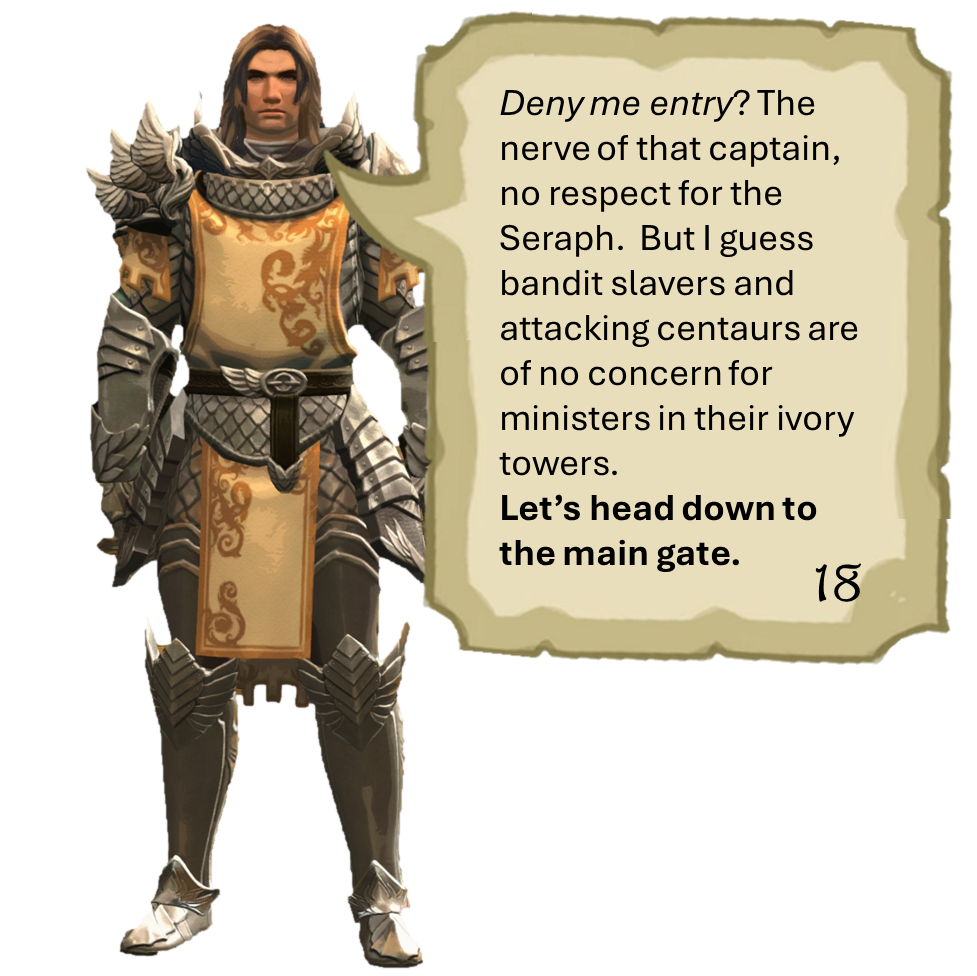 Deny me entry? The
nerve of that captain,
no respect for the
Seraph.  But I guess
bandit slavers and
attacking centaurs are
of no concern for
ministers in their ivory
towers.
Let’s head down to
the main gate.
18